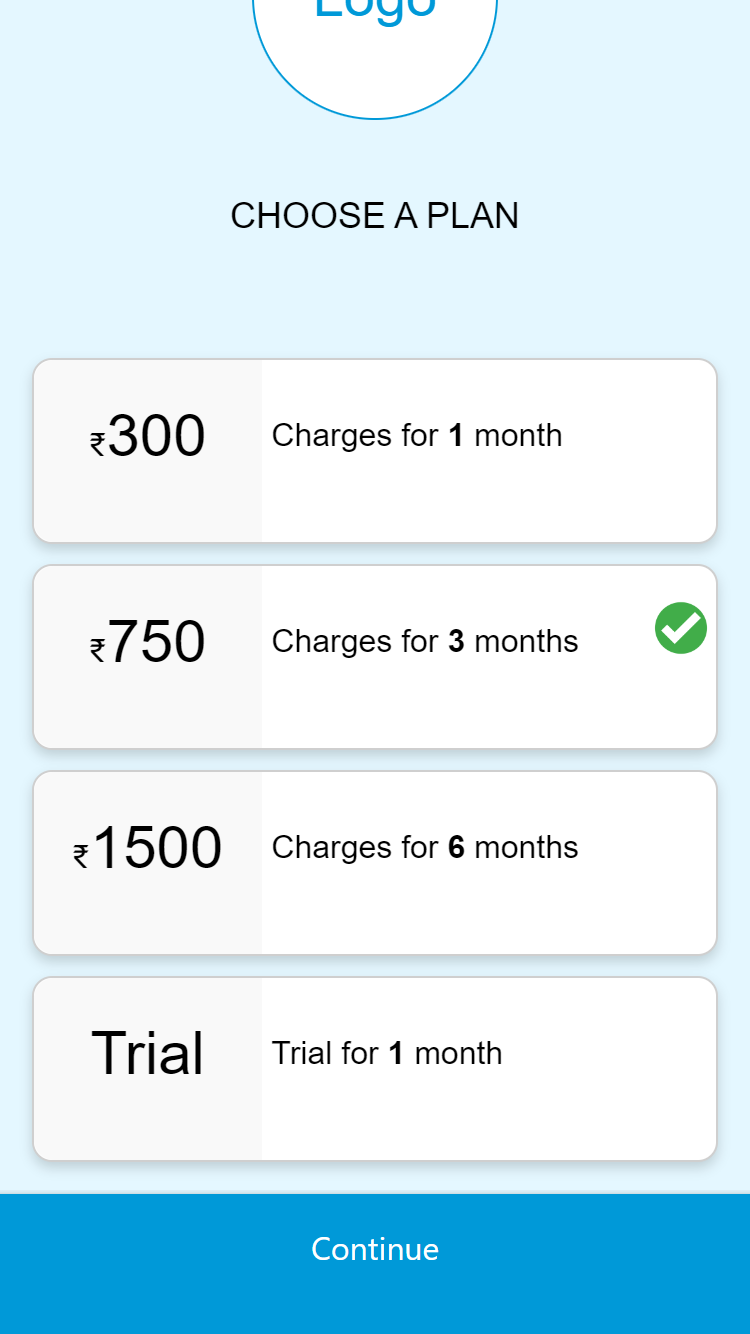 Logo
CHOOSE A PLAN
₹300 Charges for 1 month
₹750 Charges for 3 months
₹1500 Charges for 6 months
Trial Trial for 1 month
Continue